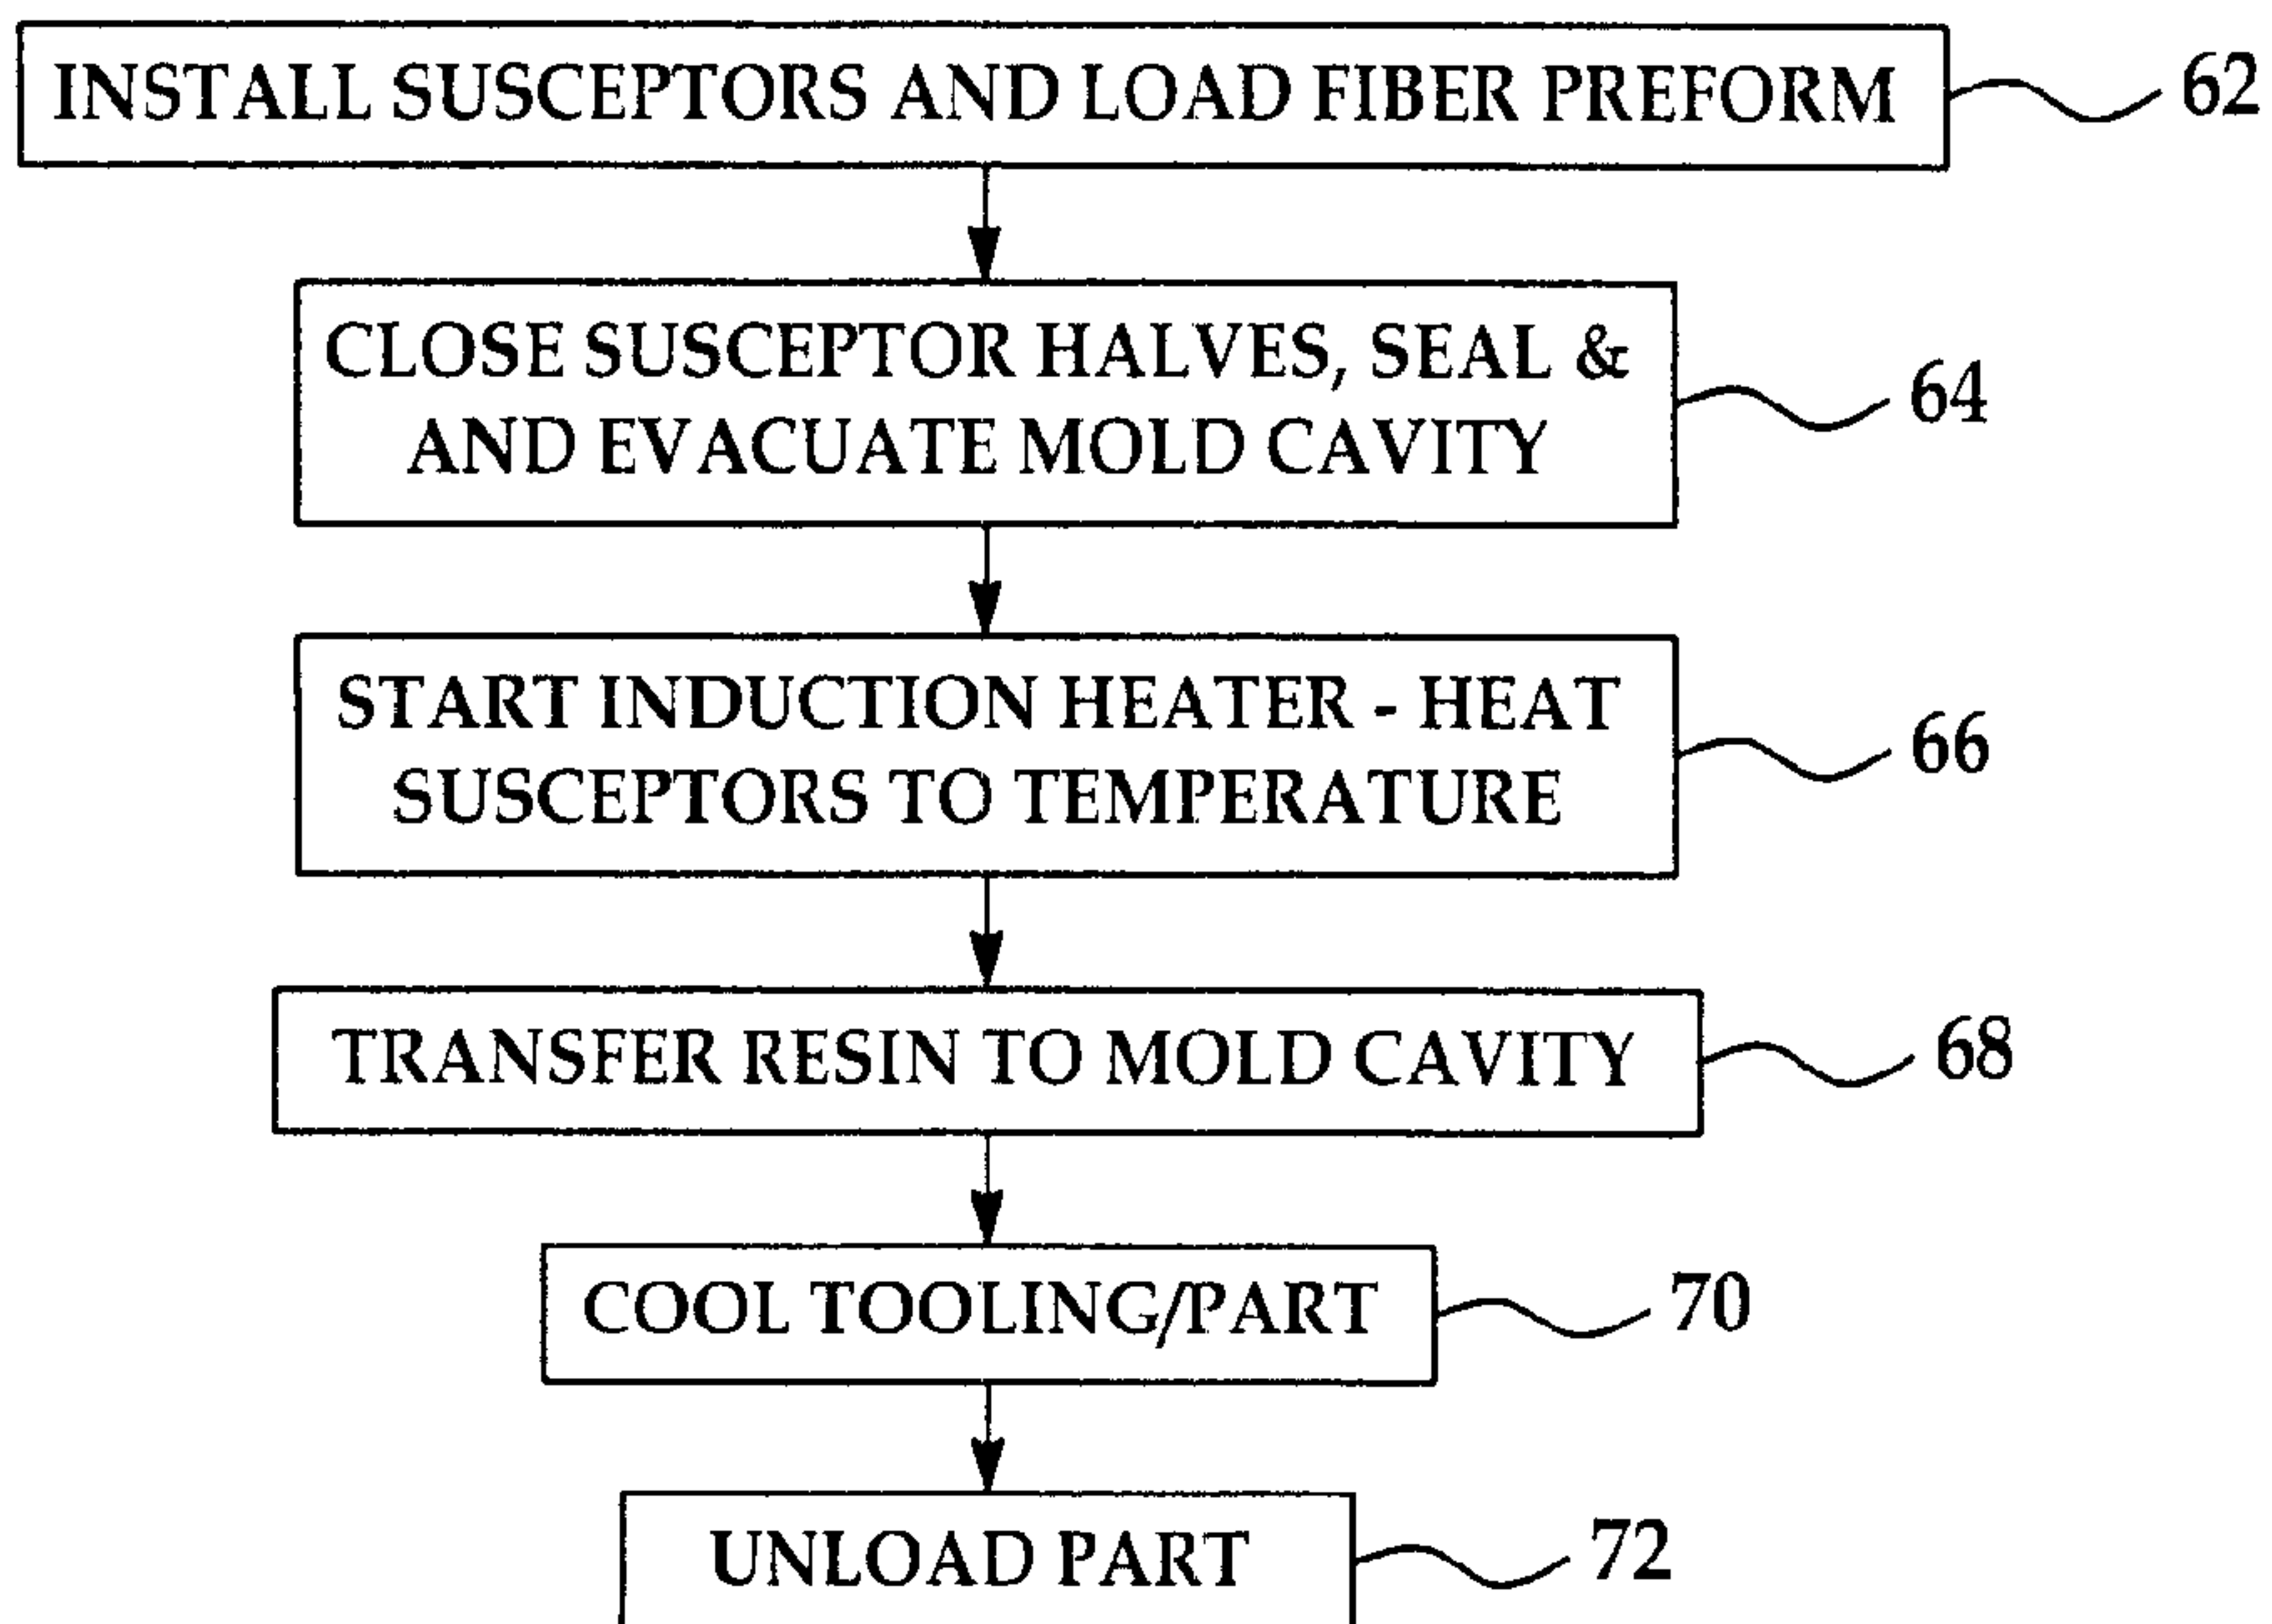 INSTALL SUSCEPTORS AND LOAD FIBER PREFORM
62
CLOSE SUSCEPTOR HALVES, SEAL &
AND EVACUATE MOLD CAVITY
64
START INDUCTION HEATER - HEAT
SUSCEPTORS TO TEMPERATURE
66
TRANSFER RESIN TO MOLD CAVITY
68
COOL TOOLING/PART
70
UNLOAD PART
72